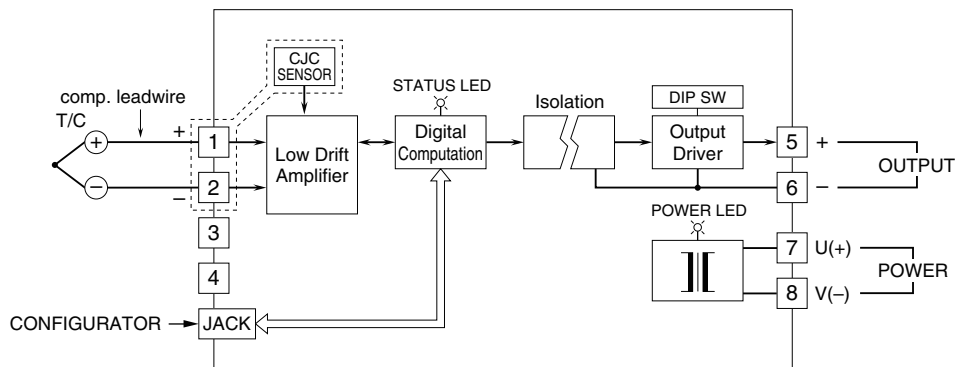 CJC
SENSOR
STATUS LED
comp. leadwire
T/C
Isolation
DIP SW
+
+
1
Low Drift
Amplifier
Digital
Computation
Output
Driver
5
+
OUTPUT
−
−
2
6
−
3
4
POWER LED
7
U(+)
POWER
8
V(−)
CONFIGURATOR
JACK